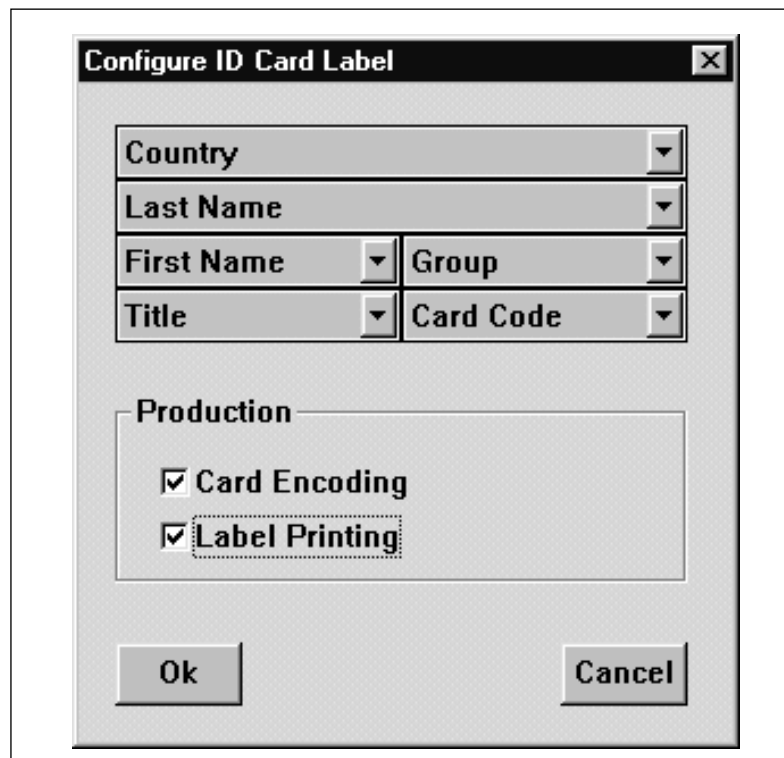 Configure ID Card Label
Country
Last Name
First Name Group
Title Card Code
Production
Card Encoding
Label Printing
Ok Cancel